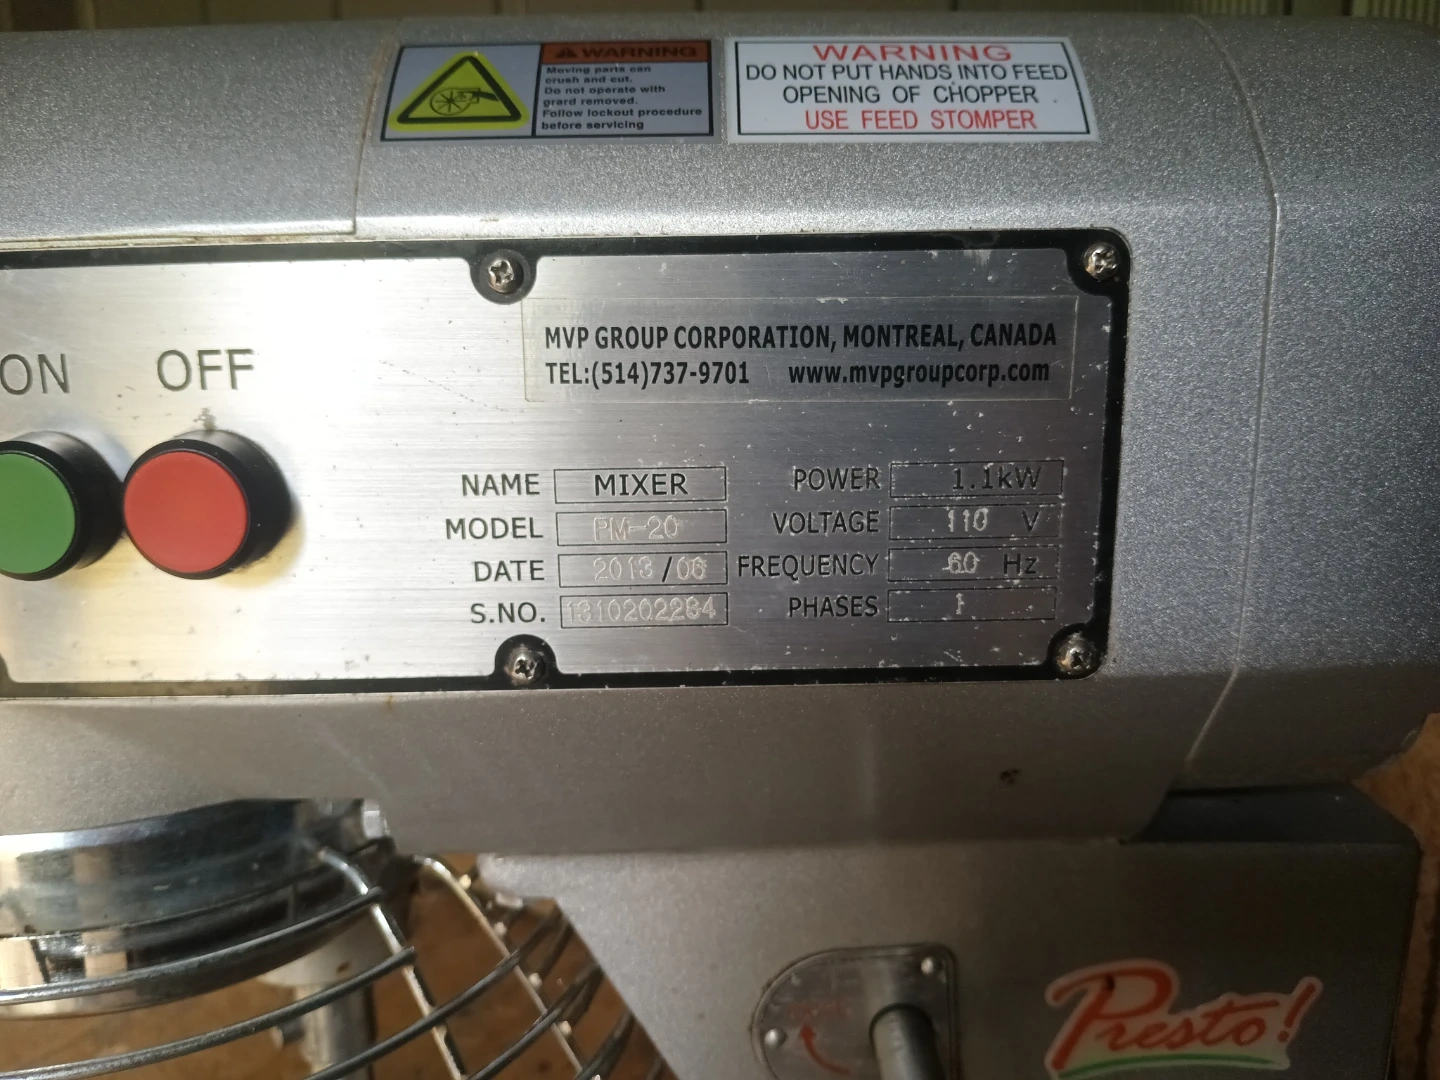 WARNING
Moving parts can
crush and cut.
Do not operate with
grard removed.
Follow lockout procedure
before servicing
WARNING
DO NOT PUT HANDS INTO FEED
OPENING OF CHOPPER
USE FEED STOMPER
MVP GROUP CORPORATION, MONTREAL, CANADA
TEL:(514)737-9701 www.mvpgroupcorp.com
ON OFF
NAME MIXER
MODEL PM-20
DATE 2013/06
S.NO. 1310202284
POWER 1.1kW
VOLTAGE 110 V
FREQUENCY 60 Hz
PHASES 1
Presto!